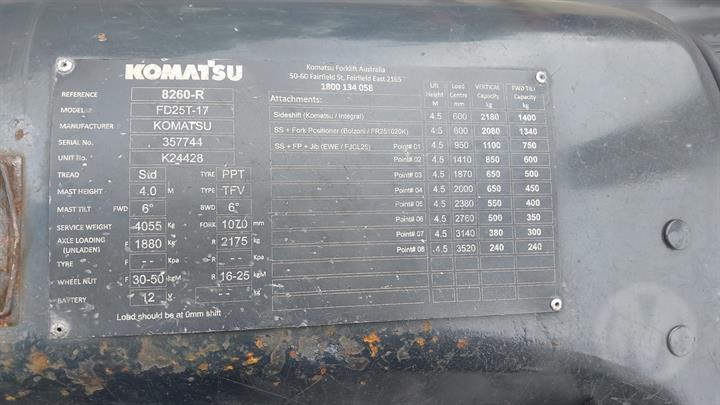 KOMATSU
Komatsu Forklift Australia
50-60 Fairfield St, Fairfield East 2165
1800 134 058
REFERENCE 8260-R
MODEL FD25T-17
MANUFACTURER KOMATSU
SERIAL No. 357744
UNIT No. K24428
TREAD Std TYRE PPT
MAST HEIGHT 4.0 M TYPE TFV
MAST TILT FWD 6° BWD 6°
SERVICE WEIGHT 4055 Kg FORK 1070 mm
AXLE LOADING (UNLADEN) F 1880 Kg R 2175 kg
TYRE F -- Kpa R -- Kpa
WHEEL NUT F 30-50 kgM R 16-25 kgM
BATTERY 12 V -- kg
Load should be at 0mm shift
Attachments: Lift Height M Load Centre mm VERTICAL Capacity kg FWD TILT Capacity kg
Sideshift (Komatsu / Integral) 4.5 600 2180 1400
SS + Fork Positioner (Bolzoni / FR251020K) 4.5 600 2080 1340
SS + FP + Jib (EWE / FJCL25) Point# 01 4.5 950 1100 750
Point# 02 4.5 1410 850 600
Point# 03 4.5 1870 650 500
Point# 04 4.5 2000 650 450
Point# 05 4.5 2380 550 400
Point# 06 4.5 2760 500 350
Point# 07 4.5 3140 380 300
Point# 08 4.5 3520 240 240